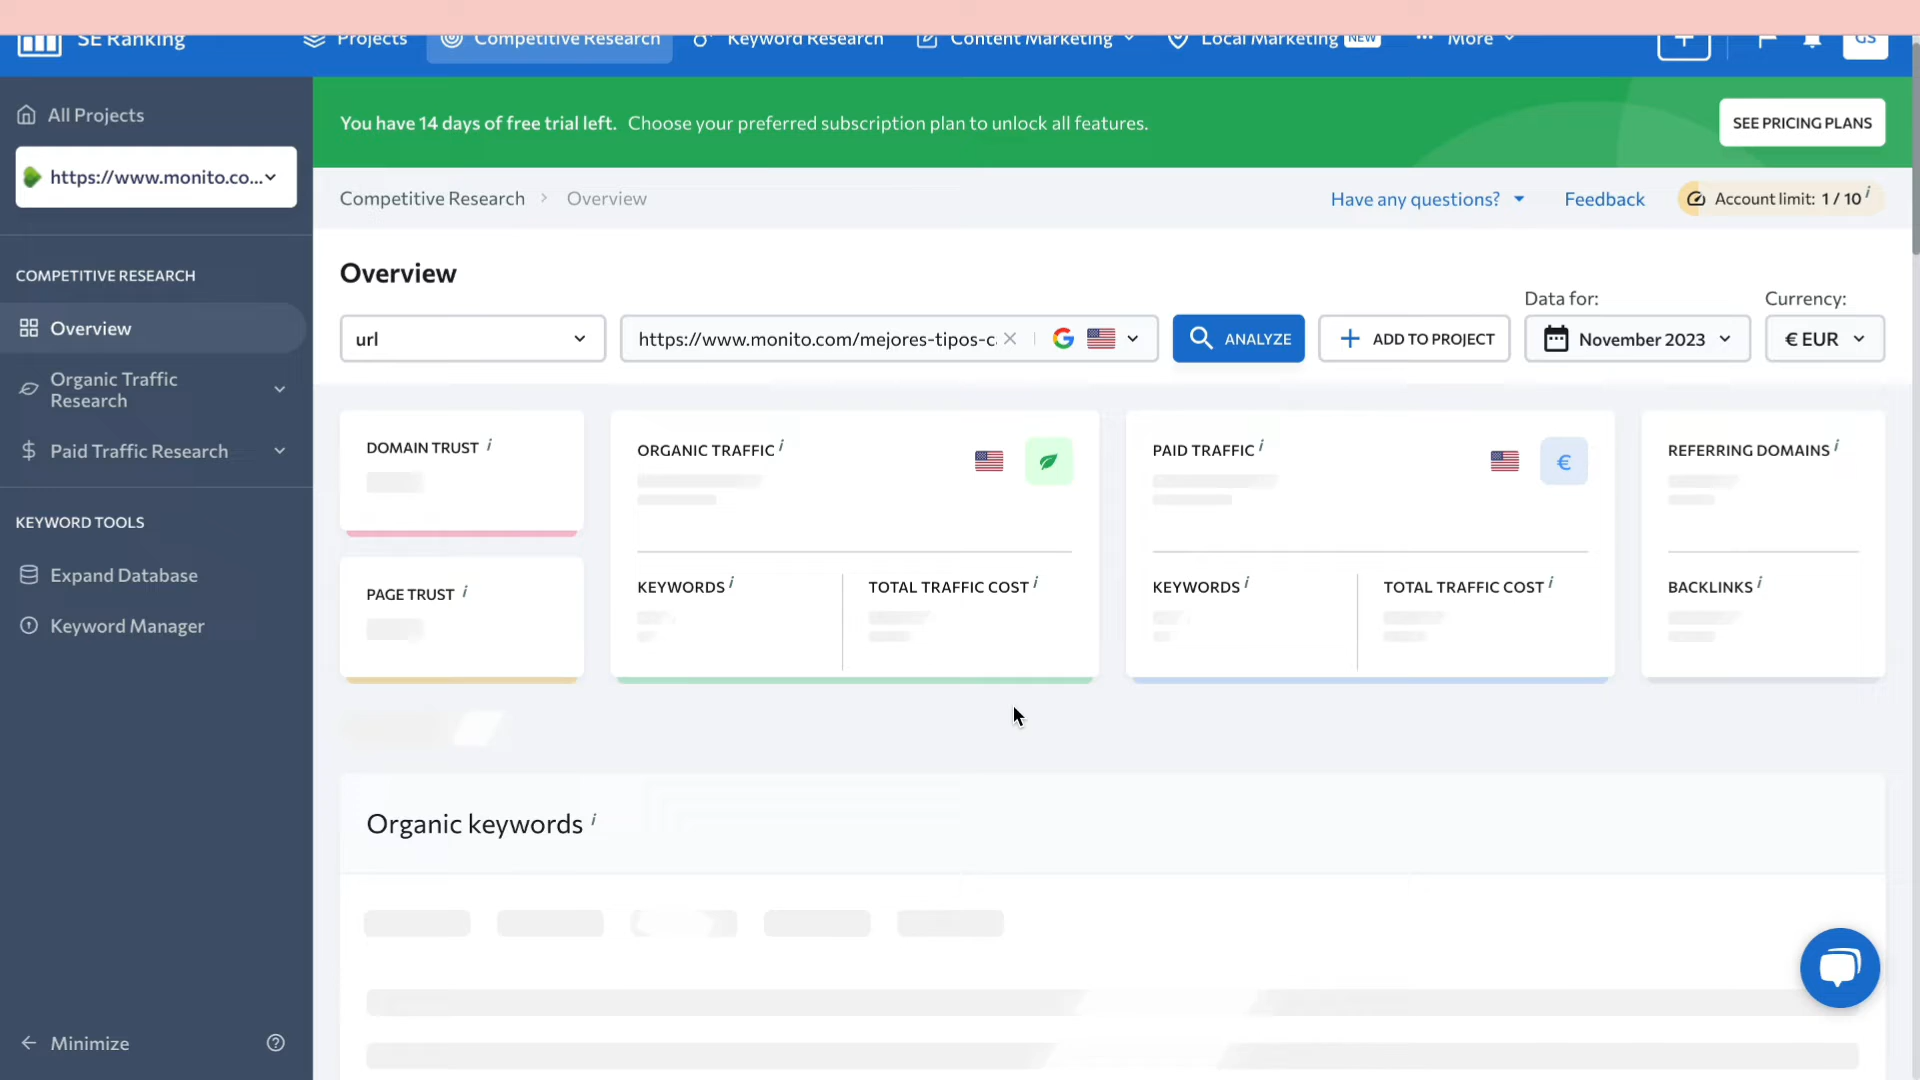 SE Ranking
Projects
Competitive Research
Keyword Research
Content Marketing
Local Marketing NEW
More
GS
All Projects
https://www.monito.co...
You have 14 days of free trial left. Choose your preferred subscription plan to unlock all features.
SEE PRICING PLANS
Competitive Research > Overview
Have any questions?
Feedback
Account limit: 1 / 10 i
COMPETITIVE RESEARCH
Overview
Organic Traffic
Research
Paid Traffic Research
KEYWORD TOOLS
Expand Database
Keyword Manager
Minimize
Overview
Data for:
Currency:
url
https://www.monito.com/mejores-tipos-c
ANALYZE
ADD TO PROJECT
November 2023
€ EUR
DOMAIN TRUST i
PAGE TRUST i
ORGANIC TRAFFIC i
KEYWORDS i
TOTAL TRAFFIC COST i
PAID TRAFFIC i
€
KEYWORDS i
TOTAL TRAFFIC COST i
REFERRING DOMAINS i
BACKLINKS i
Organic keywords i